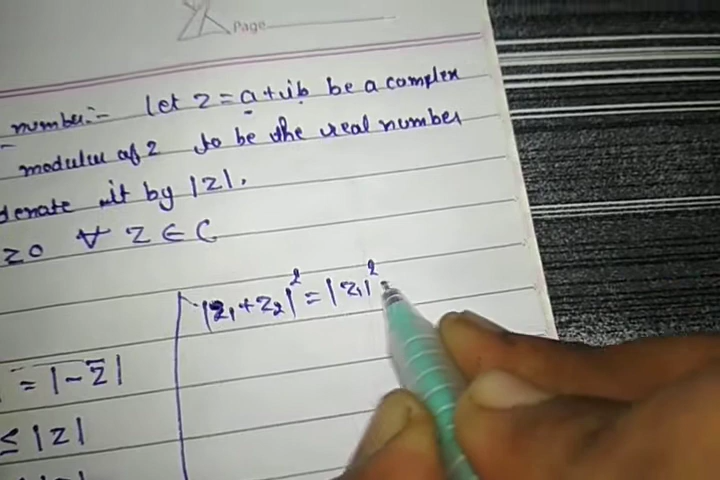 Page
number:- Let z = a+ib be a complex
modulus of z to be the real number
denote it by |z|.
≥0 ∀ z ∈ C
|z₁+z₂|² = |z₁|²
= |-z̅|
≤ |z|